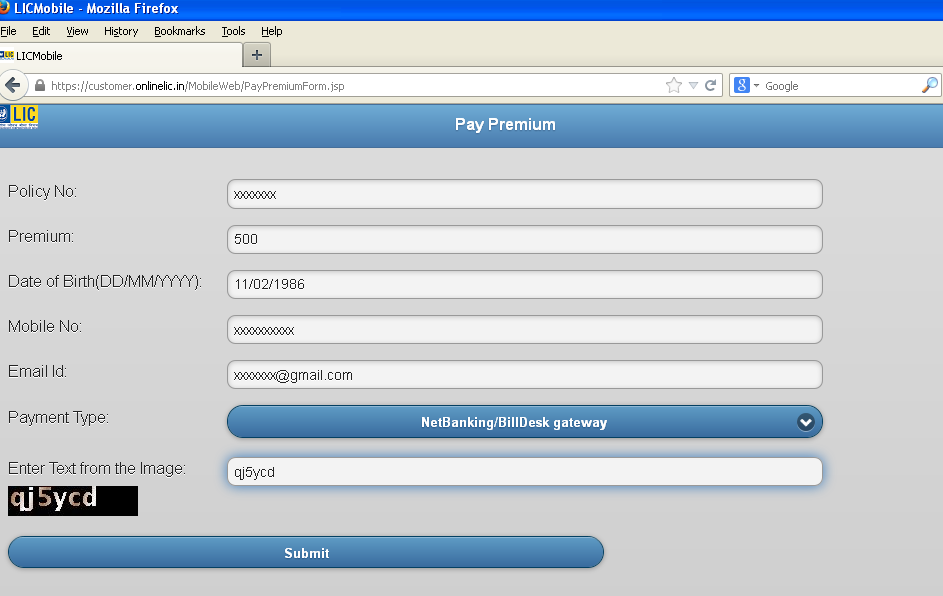 LICMobile - Mozilla Firefox
File Edit View History Bookmarks Tools Help
LIC LICMobile +
https://customer.onlinelic.in/MobileWeb/PayPremiumForm.jsp 8 Google
LIC
Pay Premium
Policy No: xxxxxxx
Premium: 500
Date of Birth(DD/MM/YYYY): 11/02/1986
Mobile No: xxxxxxxxxx
Email Id: xxxxxxx@gmail.com
Payment Type: NetBanking/BillDesk gateway
Enter Text from the Image: qj5ycd
qj5ycd
Submit